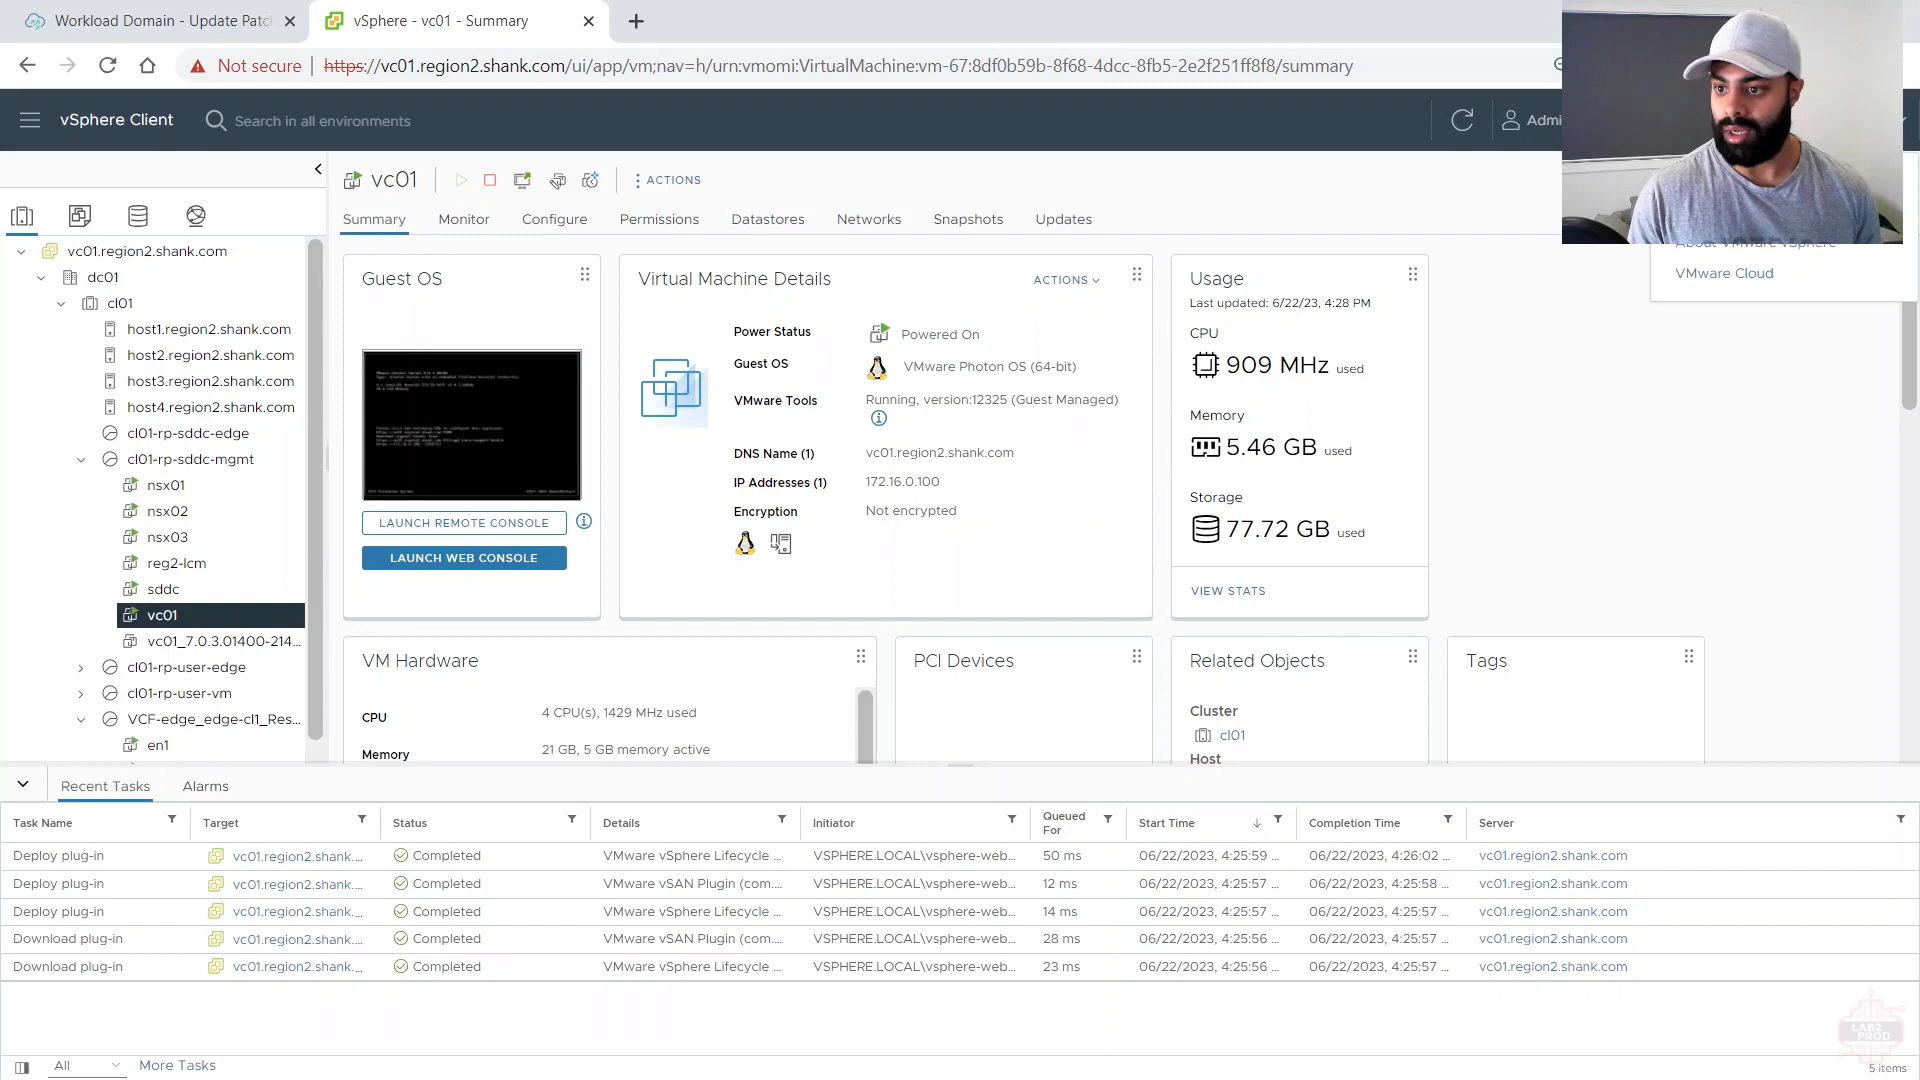 Workload Domain - Update Patc
vSphere - vc01 - Summary
Not secure
https://vc01.region2.shank.com/ui/app/vm;nav=h/urn:vmomi:VirtualMachine:vm-67:8df0b59b-8f68-4dcc-8fb5-2e2f251ff8f8/summary
vSphere Client
Search in all environments
Admi
vc01
ACTIONS
Summary
Monitor
Configure
Permissions
Datastores
Networks
Snapshots
Updates
About VMware vSphere
VMware Cloud
vc01.region2.shank.com
dc01
cl01
host1.region2.shank.com
host2.region2.shank.com
host3.region2.shank.com
host4.region2.shank.com
cl01-rp-sddc-edge
cl01-rp-sddc-mgmt
nsx01
nsx02
nsx03
reg2-lcm
sddc
vc01
vc01_7.0.3.01400-214...
cl01-rp-user-edge
cl01-rp-user-vm
VCF-edge_edge-cl1_Res...
en1
Guest OS
LAUNCH REMOTE CONSOLE
LAUNCH WEB CONSOLE
Virtual Machine Details
ACTIONS
Power Status
Powered On
Guest OS
VMware Photon OS (64-bit)
VMware Tools
Running, version:12325 (Guest Managed)
DNS Name (1)
vc01.region2.shank.com
IP Addresses (1)
172.16.0.100
Encryption
Not encrypted
Usage
Last updated: 6/22/23, 4:28 PM
CPU
909 MHz used
Memory
5.46 GB used
Storage
77.72 GB used
VIEW STATS
VM Hardware
CPU
4 CPU(s), 1429 MHz used
Memory
21 GB, 5 GB memory active
PCI Devices
Related Objects
Cluster
cl01
Host
Tags
Recent Tasks
Alarms
Task Name
Target
Status
Details
Initiator
Queued For
Start Time
Completion Time
Server
Deploy plug-in vc01.region2.shank.... Completed VMware vSphere Lifecycle ... VSPHERE.LOCAL\vsphere-web... 50 ms 06/22/2023, 4:25:59 ... 06/22/2023, 4:26:02 ... vc01.region2.shank.com
Deploy plug-in vc01.region2.shank.... Completed VMware vSAN Plugin (com.... VSPHERE.LOCAL\vsphere-web... 12 ms 06/22/2023, 4:25:57 ... 06/22/2023, 4:25:58 ... vc01.region2.shank.com
Deploy plug-in vc01.region2.shank.... Completed VMware vSphere Lifecycle ... VSPHERE.LOCAL\vsphere-web... 14 ms 06/22/2023, 4:25:57 ... 06/22/2023, 4:25:57 ... vc01.region2.shank.com
Download plug-in vc01.region2.shank.... Completed VMware vSAN Plugin (com.... VSPHERE.LOCAL\vsphere-web... 28 ms 06/22/2023, 4:25:56 ... 06/22/2023, 4:25:57 ... vc01.region2.shank.com
Download plug-in vc01.region2.shank.... Completed VMware vSphere Lifecycle ... VSPHERE.LOCAL\vsphere-web... 23 ms 06/22/2023, 4:25:56 ... 06/22/2023, 4:25:57 ... vc01.region2.shank.com
LAB2
PROD
All
More Tasks
5 items